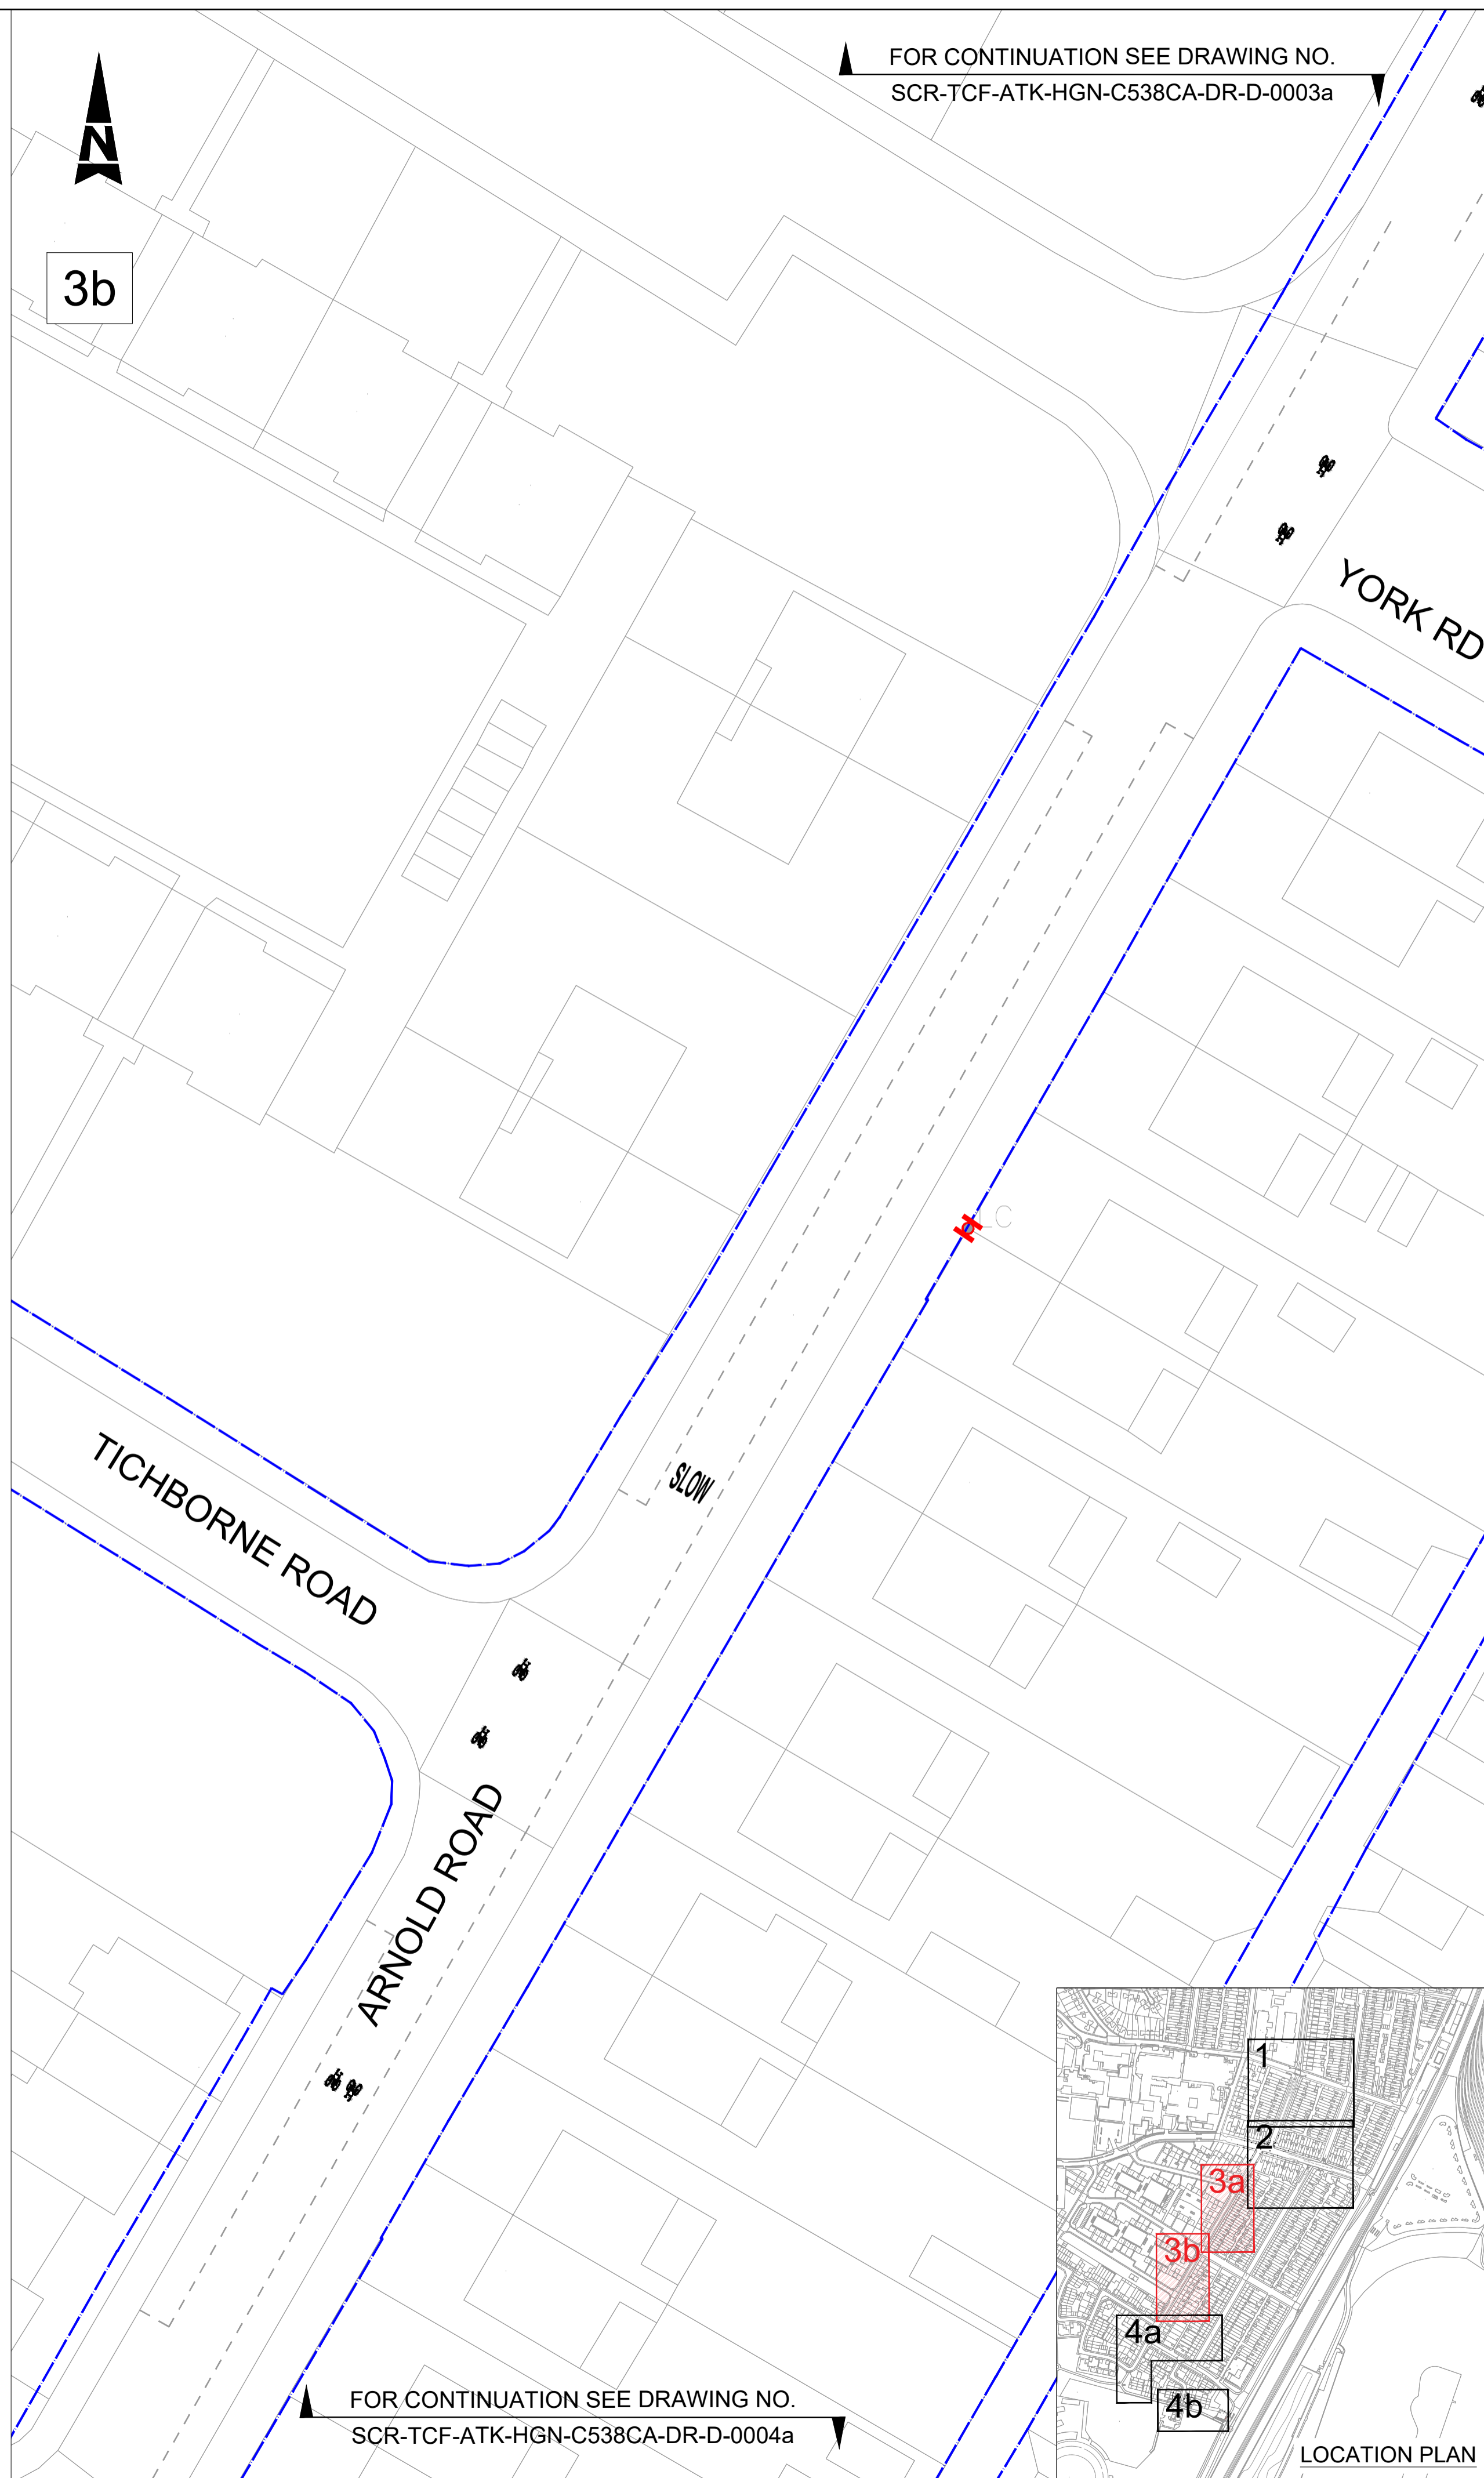 FOR CONTINUATION SEE DRAWING NO.
SCR-TCF-ATK-HGN-C538CA-DR-D-0003a
N
3b
YORK RD
LC
SLOW
TICHBORNE ROAD
ARNOLD ROAD
1
2
3a
3b
4a
4b
FOR CONTINUATION SEE DRAWING NO.
SCR-TCF-ATK-HGN-C538CA-DR-D-0004a
LOCATION PLAN